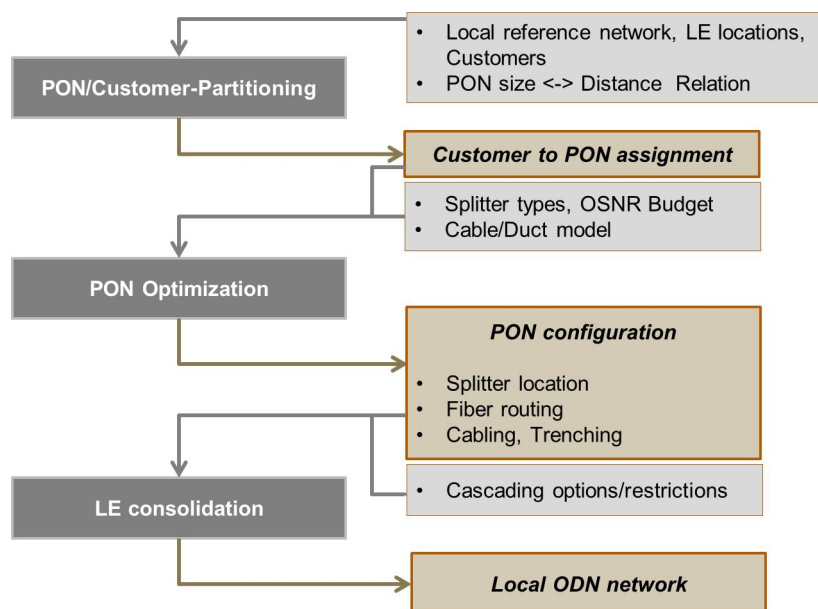 • Local reference network, LE locations,
Customers
• PON size <-> Distance Relation
PON/Customer-Partitioning
Customer to PON assignment
• Splitter types, OSNR Budget
• Cable/Duct model
PON Optimization
PON configuration
• Splitter location
• Fiber routing
• Cabling, Trenching
• Cascading options/restrictions
LE consolidation
Local ODN network